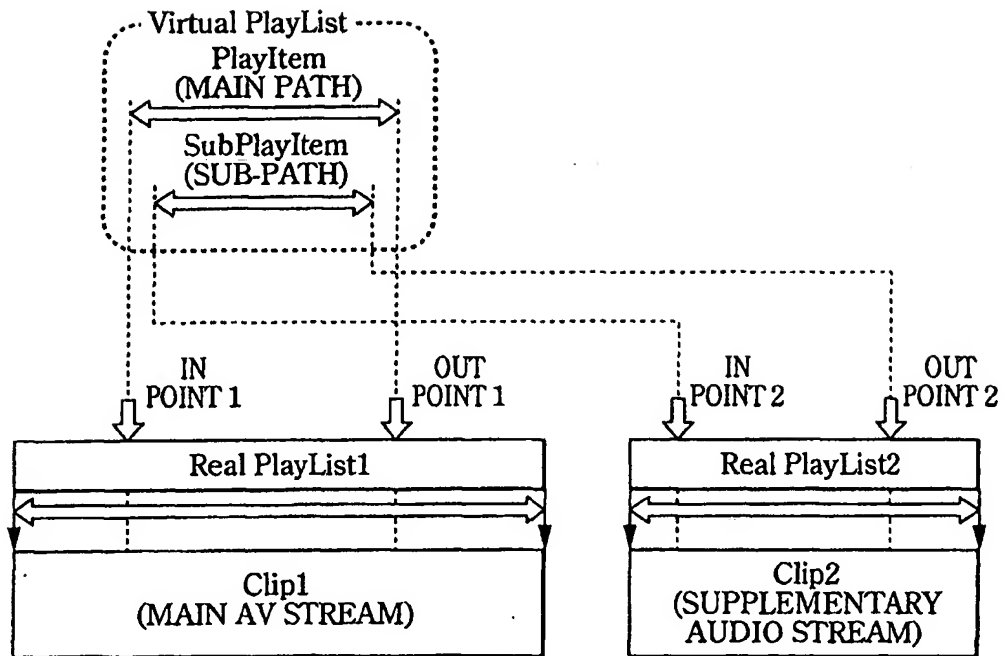 Virtual PlayList
PlayItem
(MAIN PATH)
SubPlayItem
(SUB-PATH)
IN
POINT 1
OUT
POINT 1
IN
POINT 2
OUT
POINT 2
Real PlayList1
Real PlayList2
Clip1
(MAIN AV STREAM)
Clip2
(SUPPLEMENTARY
AUDIO STREAM)